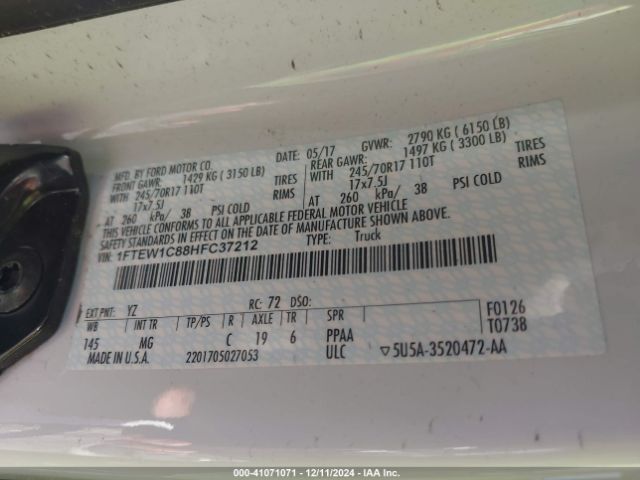 MFD. BY FORD MOTOR CO. DATE: 05/17 GVWR: 2790 KG ( 6150 LB)
FRONT GAWR: 1429 KG ( 3150 LB) REAR GAWR: 1497 KG ( 3300 LB)
WITH 245/70R17 110T TIRES WITH 245/70R17 110T TIRES
17x7.5J RIMS 17x7.5J RIMS
AT 260 kPa/ 38 PSI COLD AT 260 kPa/ 38 PSI COLD
THIS VEHICLE CONFORMS TO ALL APPLICABLE FEDERAL MOTOR VEHICLE
SAFETY STANDARDS IN EFFECT ON THE DATE OF MANUFACTURE SHOWN ABOVE.
VIN: 1FTEW1C88HFC37212 TYPE: Truck
EXT PNT: YZ RC: 72 DSO: F0126
WB INT TR TP/PS R AXLE TR SPR T0738
145 MG C 19 6 PPAA
MADE IN U.S.A. 2201705027053 ULC ▽5U5A-3520472-AA
000-41071071 - 12/11/2024 - IAA Inc.